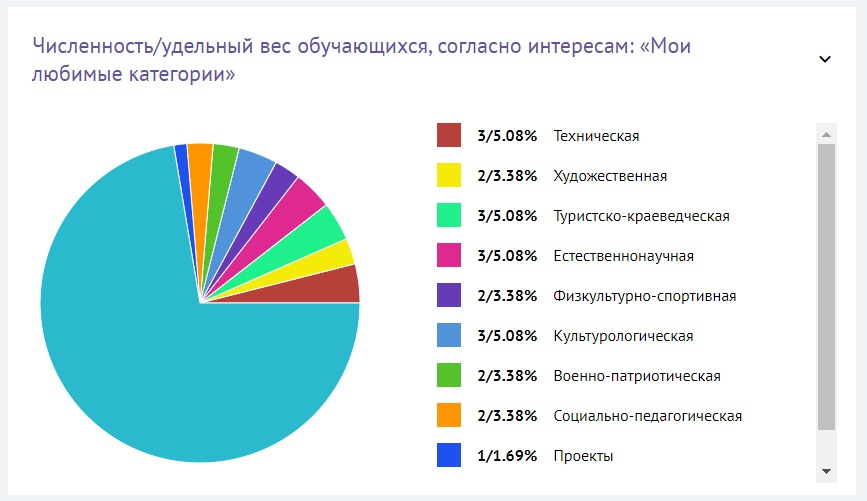 Численность/удельный вес обучающихся, согласно интересам: «Мои
любимые категории»
3/5.08% Техническая
2/3.38% Художественная
3/5.08% Туристско-краеведческая
3/5.08% Естественнонаучная
2/3.38% Физкультурно-спортивная
3/5.08% Культурологическая
2/3.38% Военно-патриотическая
2/3.38% Социально-педагогическая
1/1.69% Проекты